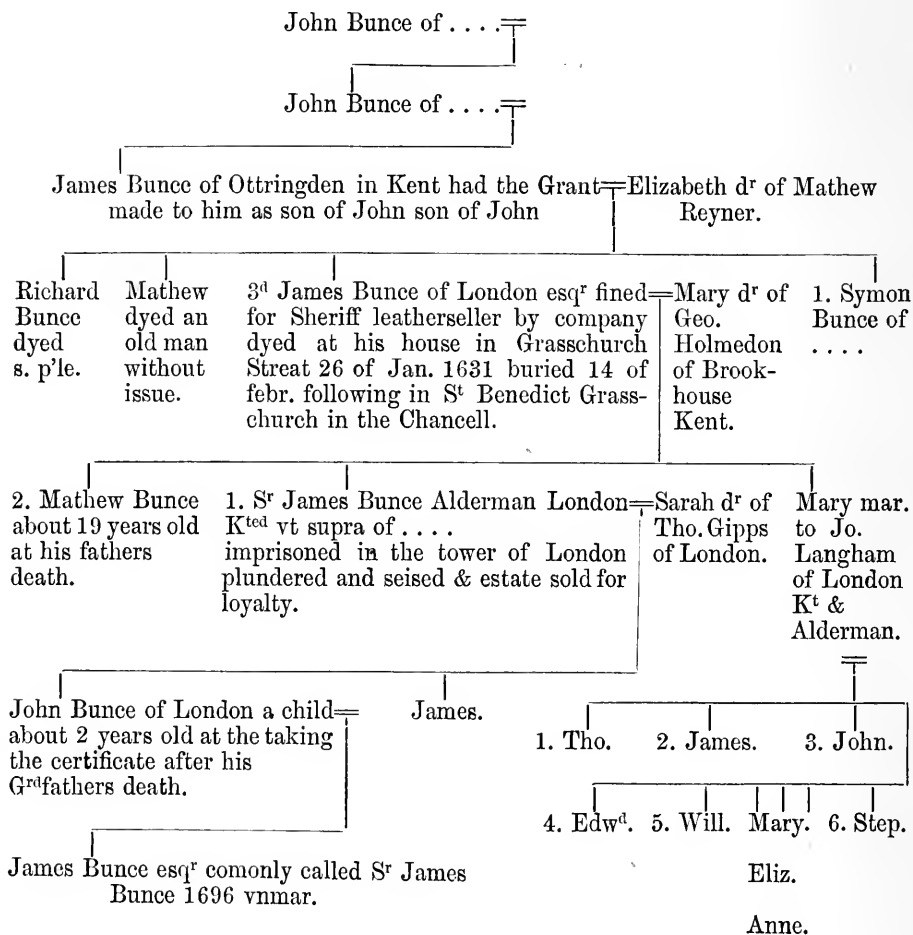 John Bunce of . . . .
John Bunce of . . . .
James Bunce of Ottringden in Kent had the Grant
made to him as son of John son of John
Elizabeth dʳ of Mathew
Reyner.
Richard
Bunce
dyed
s. p'le.
Mathew
dyed an
old man
without
issue.
3ᵈ James Bunce of London esqʳ fined
for Sheriff leatherseller by company
dyed at his house in Grasschurch
Streat 26 of Jan. 1631 buried 14 of
febr. following in Sᵗ Benedict Grass-
church in the Chancell.
Mary dʳ of
Geo.
Holmedon
of Brook-
house
Kent.
1. Symon
Bunce of
. . . .
2. Mathew Bunce
about 19 years old
at his fathers
death.
1. Sʳ James Bunce Alderman London
Kᵗᵉᵈ vt supra of . . . .
imprisoned in the tower of London
plundered and seised & estate sold for
loyalty.
Sarah dʳ of
Tho. Gipps
of London.
Mary mar.
to Jo.
Langham
of London
Kᵗ &
Alderman.
John Bunce of London a child
about 2 years old at the taking
the certificate after his
Gʳᵈfathers death.
James.
1. Tho.
2. James.
3. John.
4. Edwᵈ.
5. Will.
Mary.
6. Step.
Eliz.
Anne.
James Bunce esqʳ comonly called Sʳ James
Bunce 1696 vnmar.